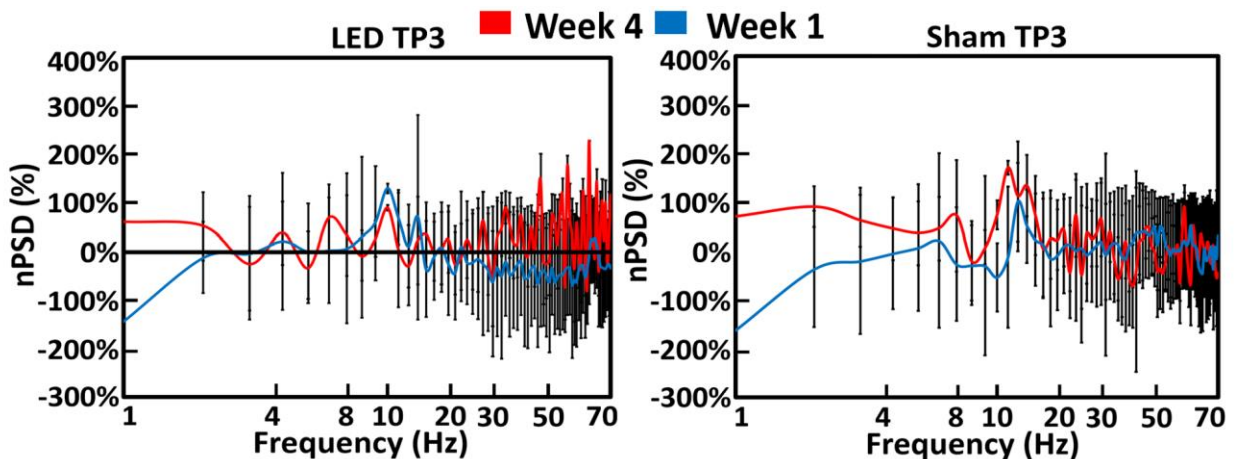 LED TP3
Week 4 Week 1
Sham TP3
nPSD (%)
400%
300%
200%
100%
0%
-100%
-200%
-300%
1 4 8 10 20 30 50 70
Frequency (Hz)
nPSD (%)
400%
300%
200%
100%
0%
-100%
-200%
-300%
1 4 8 10 20 30 50 70
Frequency (Hz)